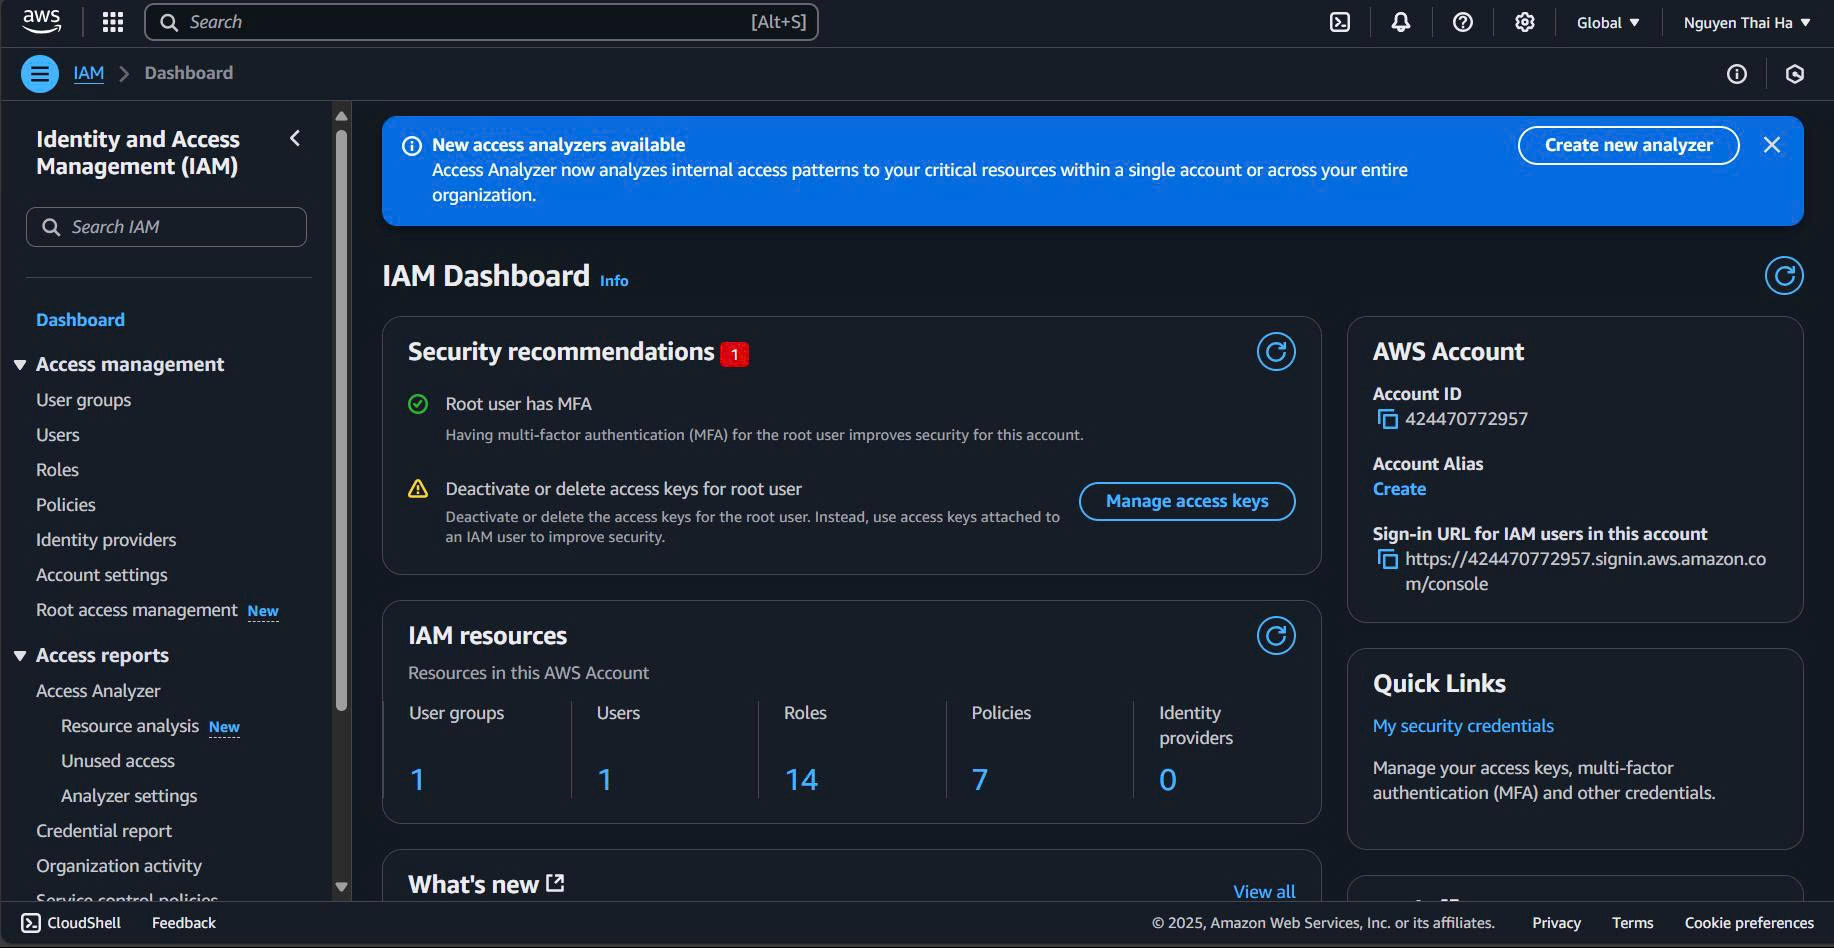 aws
Search [Alt+S]
Global
Nguyen Thai Ha
IAM
Dashboard
Identity and Access
Management (IAM)
Search IAM
Dashboard
Access management
User groups
Users
Roles
Policies
Identity providers
Account settings
Root access management New
Access reports
Access Analyzer
Resource analysis New
Unused access
Analyzer settings
Credential report
Organization activity
Service control policies
New access analyzers available
Access Analyzer now analyzes internal access patterns to your critical resources within a single account or across your entire
organization.
Create new analyzer
IAM Dashboard Info
Security recommendations 1
Root user has MFA
Having multi-factor authentication (MFA) for the root user improves security for this account.
Deactivate or delete access keys for root user
Deactivate or delete the access keys for the root user. Instead, use access keys attached to
an IAM user to improve security.
Manage access keys
IAM resources
Resources in this AWS Account
User groups
1
Users
1
Roles
14
Policies
7
Identity
providers
0
What's new
View all
AWS Account
Account ID
424470772957
Account Alias
Create
Sign-in URL for IAM users in this account
https://424470772957.signin.aws.amazon.co
m/console
Quick Links
My security credentials
Manage your access keys, multi-factor
authentication (MFA) and other credentials.
CloudShell
Feedback
© 2025, Amazon Web Services, Inc. or its affiliates.
Privacy
Terms
Cookie preferences